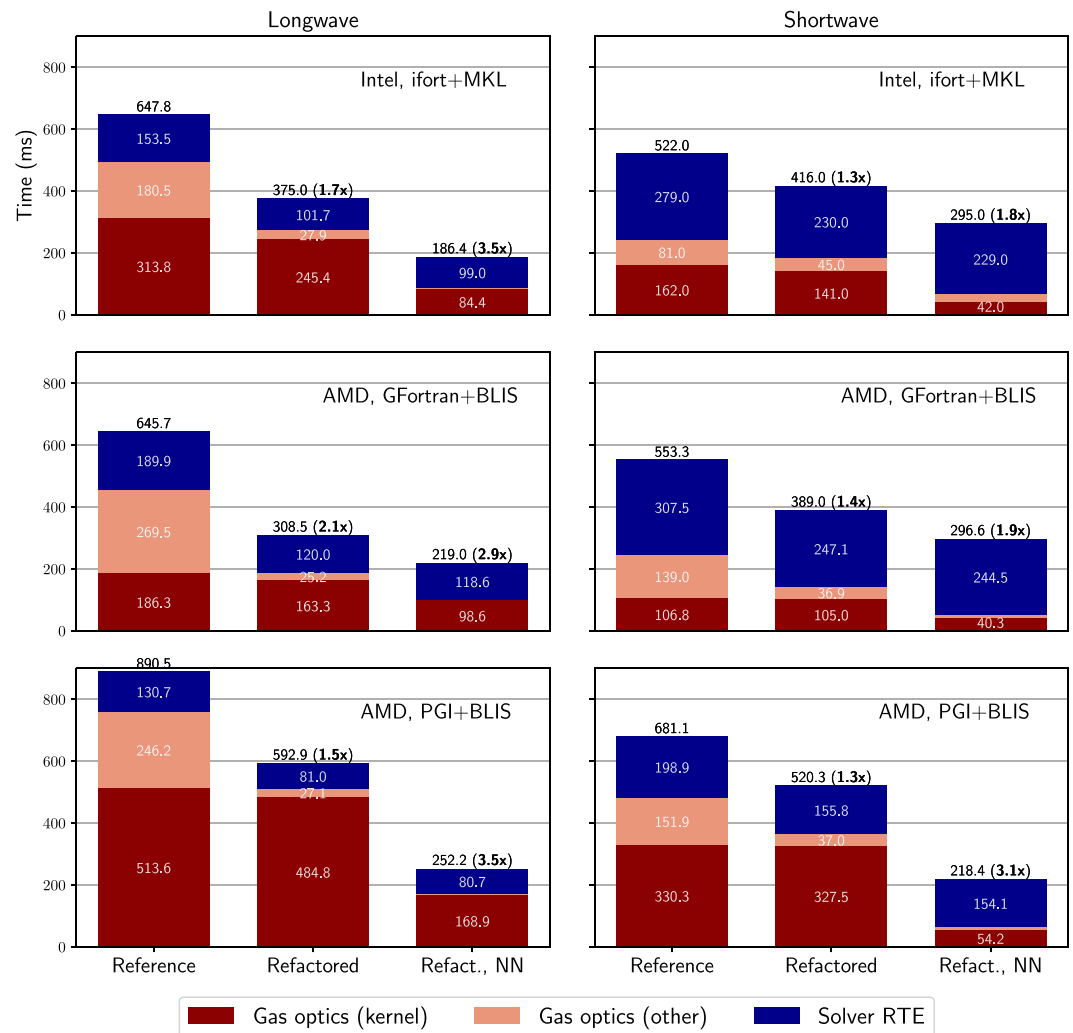 Longwave
Shortwave
Time (ms)
800
600
400
200
0
Intel, ifort+MKL
647.8
153.5
180.5
313.8
375.0 (1.7x)
101.7
27.9
245.4
186.4 (3.5x)
99.0
84.4
Intel, ifort+MKL
522.0
279.0
81.0
162.0
416.0 (1.3x)
230.0
45.0
141.0
295.0 (1.8x)
229.0
42.0
800
600
400
200
0
AMD, GFortran+BLIS
645.7
189.9
269.5
186.3
308.5 (2.1x)
120.0
25.2
163.3
219.0 (2.9x)
118.6
98.6
AMD, GFortran+BLIS
553.3
307.5
139.0
106.8
389.0 (1.4x)
247.1
36.9
105.0
296.6 (1.9x)
244.5
40.3
800
600
400
200
0
AMD, PGI+BLIS
890.5
130.7
246.2
513.6
592.9 (1.5x)
81.0
27.1
484.8
252.2 (3.5x)
80.7
168.9
AMD, PGI+BLIS
681.1
198.9
151.9
330.3
520.3 (1.3x)
155.8
37.0
327.5
218.4 (3.1x)
154.1
54.2
Reference
Refactored
Refact., NN
Reference
Refactored
Refact., NN
Gas optics (kernel)
Gas optics (other)
Solver RTE